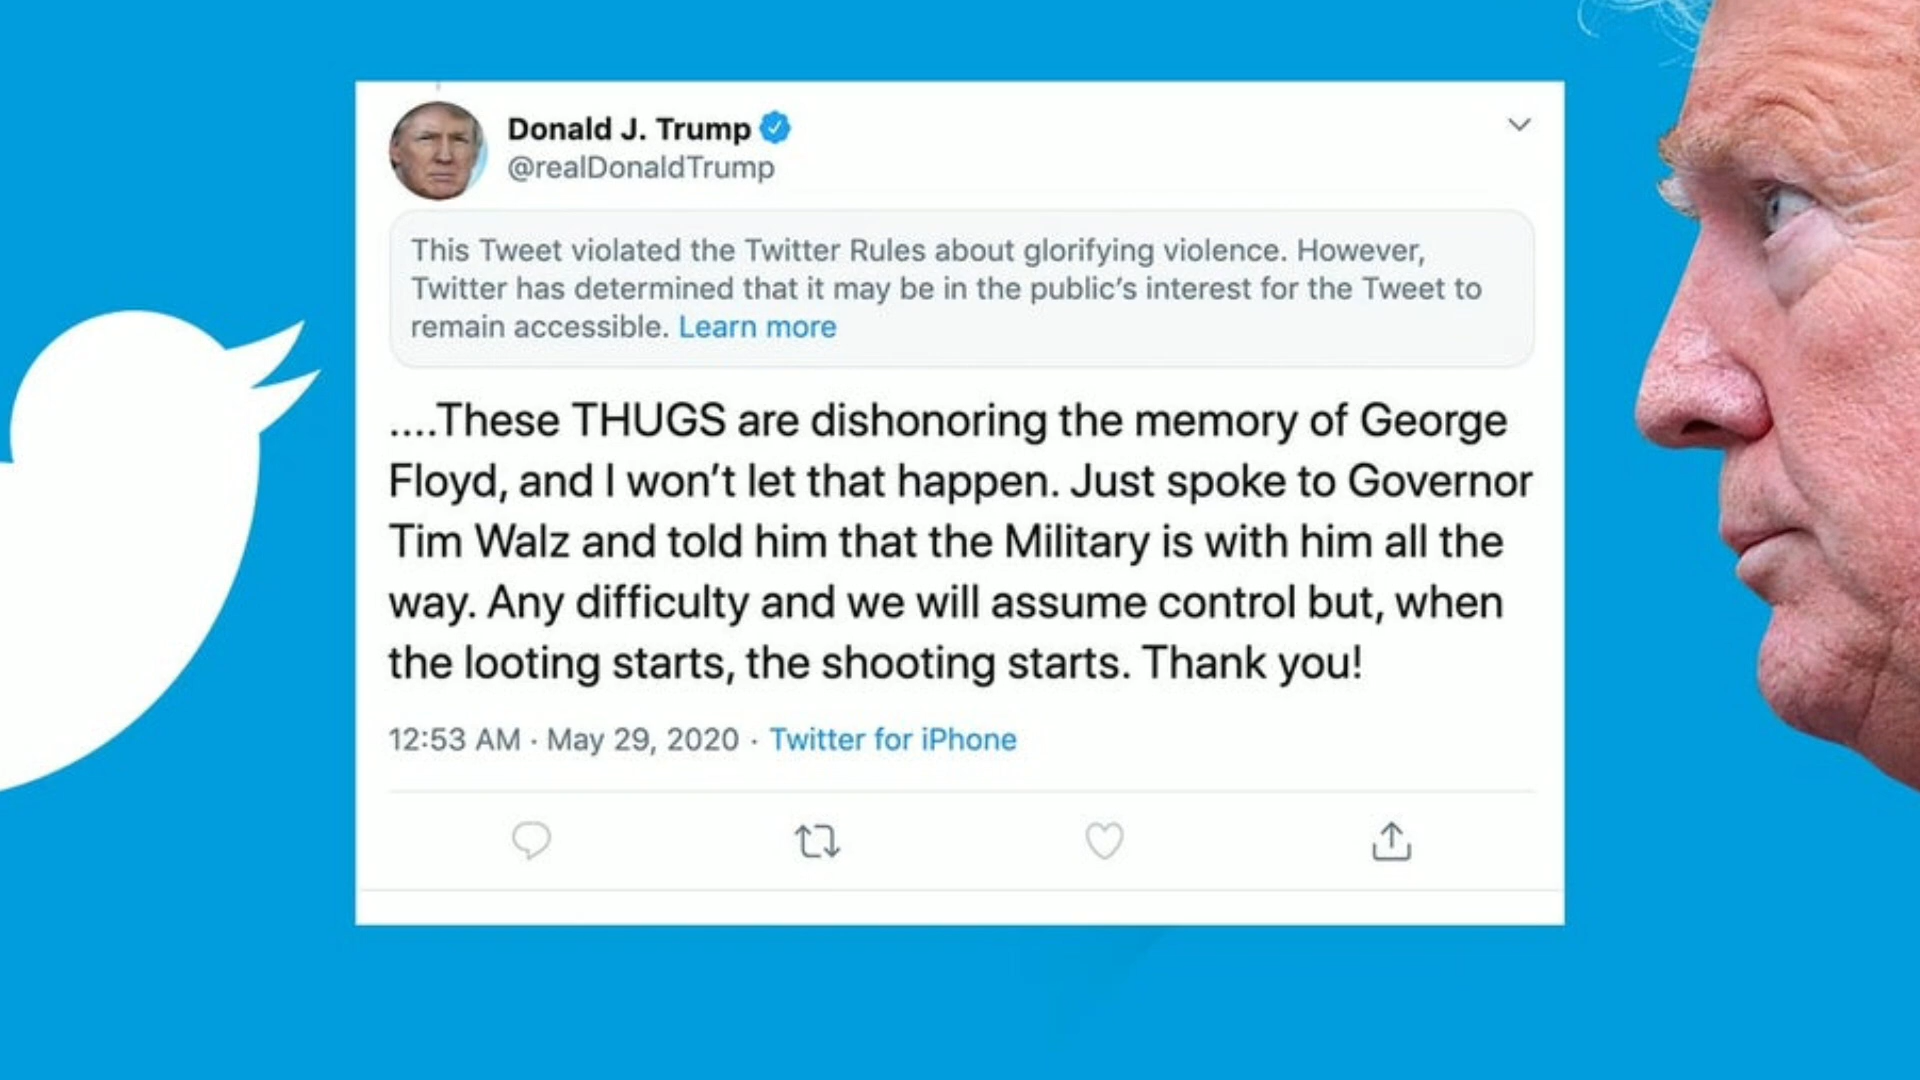 Donald J. Trump
@realDonaldTrump
This Tweet violated the Twitter Rules about glorifying violence. However,
Twitter has determined that it may be in the public’s interest for the Tweet to
remain accessible. Learn more
....These THUGS are dishonoring the memory of George
Floyd, and I won’t let that happen. Just spoke to Governor
Tim Walz and told him that the Military is with him all the
way. Any difficulty and we will assume control but, when
the looting starts, the shooting starts. Thank you!
12:53 AM · May 29, 2020 · Twitter for iPhone